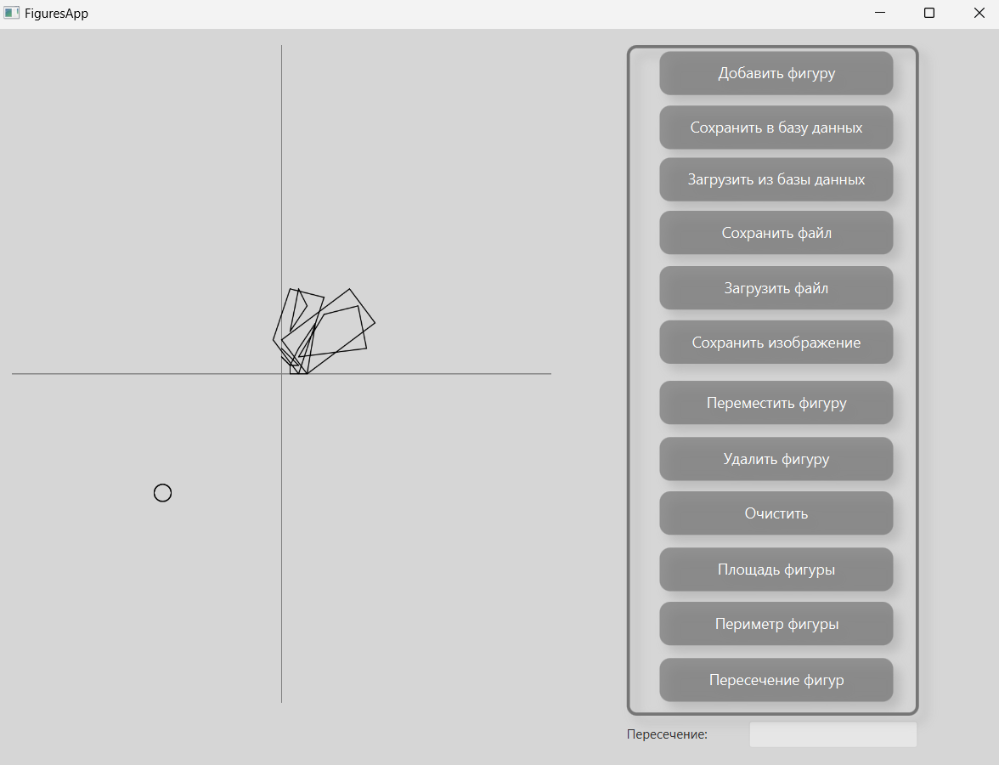 FiguresApp
Добавить фигуру
Сохранить в базу данных
Загрузить из базы данных
Сохранить файл
Загрузить файл
Сохранить изображение
Переместить фигуру
Удалить фигуру
Очистить
Площадь фигуры
Периметр фигуры
Пересечение фигур
Пересечение: